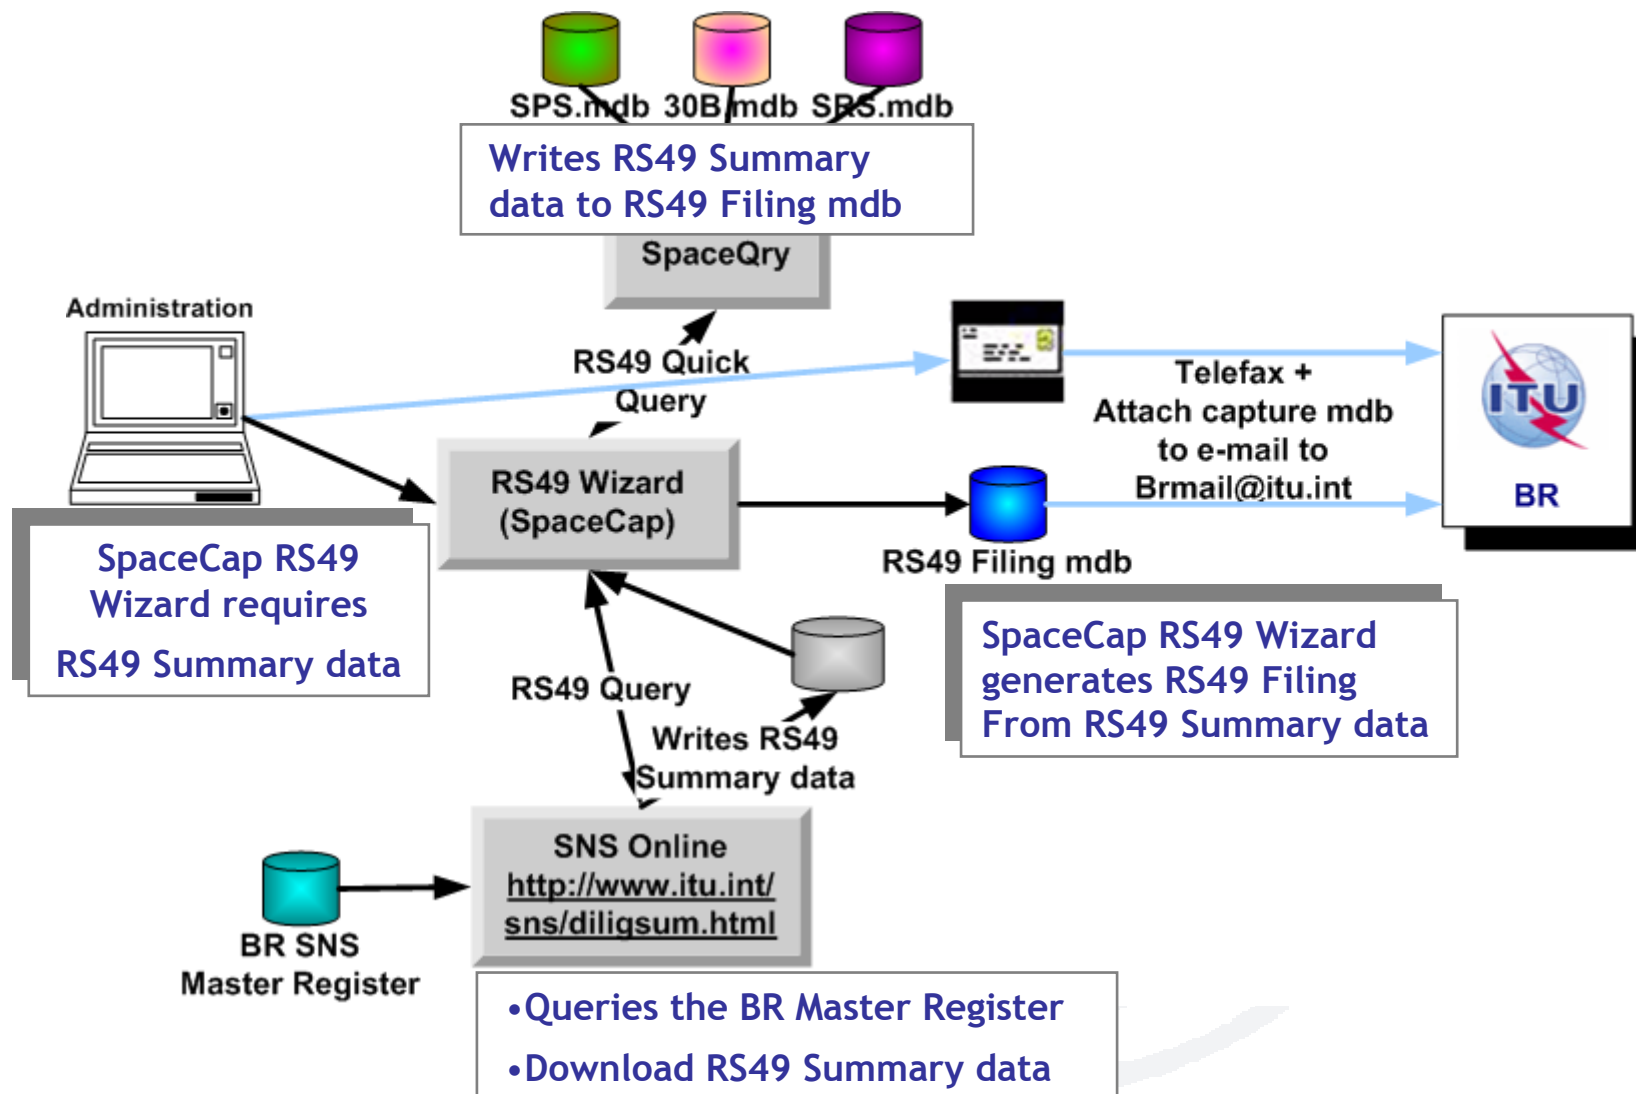 SPS.mdb 30B.mdb SRS.mdb
Writes RS49 Summary
data to RS49 Filing mdb
SpaceQry
Administration
RS49 Quick
Query
Telefax +
Attach capture mdb
to e-mail to
Brmail@itu.int
ITU
BR
RS49 Wizard
(SpaceCap)
RS49 Filing mdb
SpaceCap RS49
Wizard requires
RS49 Summary data
SpaceCap RS49 Wizard
generates RS49 Filing
From RS49 Summary data
RS49 Query
Writes RS49
Summary data
SNS Online
http://www.itu.int/
sns/diligsum.html
BR SNS
Master Register
•Queries the BR Master Register
•Download RS49 Summary data